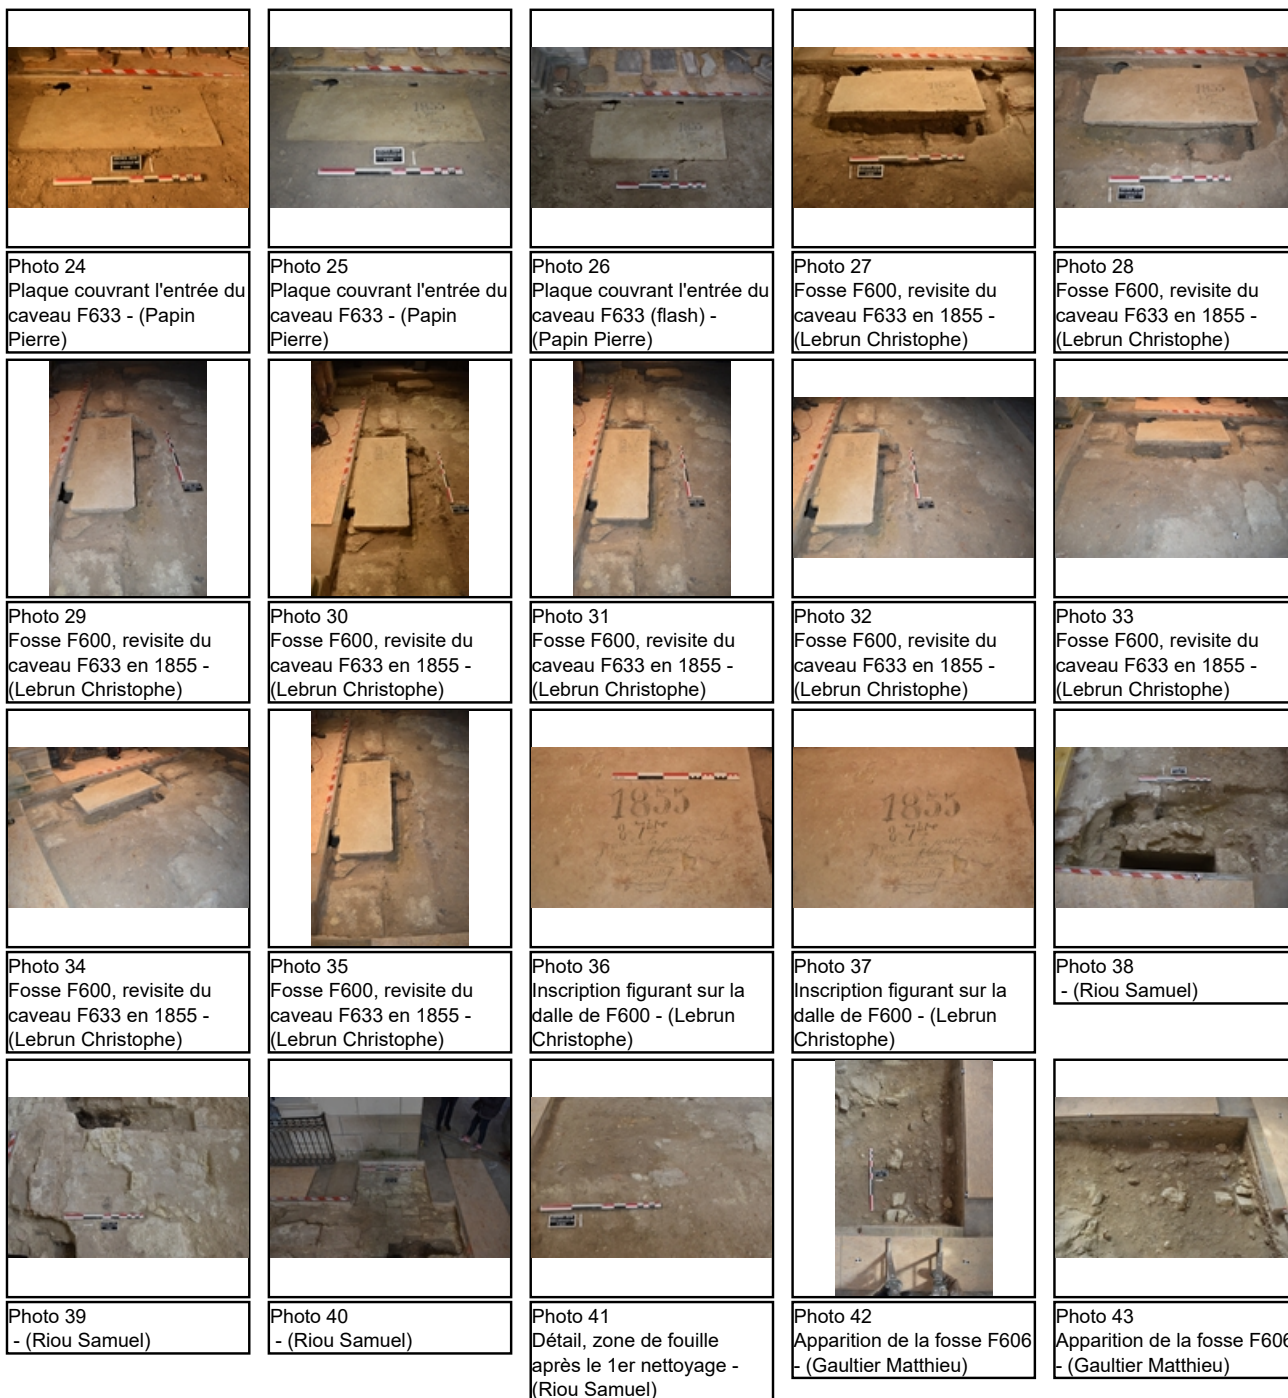 Photo 24
Plaque couvrant l'entrée du
caveau F633 - (Papin
Pierre)
Photo 25
Plaque couvrant l'entrée du
caveau F633 - (Papin
Pierre)
Photo 26
Plaque couvrant l'entrée du
caveau F633 (flash) -
(Papin Pierre)
Photo 27
Fosse F600, revisite du
caveau F633 en 1855 -
(Lebrun Christophe)
Photo 28
Fosse F600, revisite du
caveau F633 en 1855 -
(Lebrun Christophe)
Photo 29
Fosse F600, revisite du
caveau F633 en 1855 -
(Lebrun Christophe)
Photo 30
Fosse F600, revisite du
caveau F633 en 1855 -
(Lebrun Christophe)
Photo 31
Fosse F600, revisite du
caveau F633 en 1855 -
(Lebrun Christophe)
Photo 32
Fosse F600, revisite du
caveau F633 en 1855 -
(Lebrun Christophe)
Photo 33
Fosse F600, revisite du
caveau F633 en 1855 -
(Lebrun Christophe)
Photo 34
Fosse F600, revisite du
caveau F633 en 1855 -
(Lebrun Christophe)
Photo 35
Fosse F600, revisite du
caveau F633 en 1855 -
(Lebrun Christophe)
1855
Photo 36
Inscription figurant sur la
dalle de F600 - (Lebrun
Christophe)
1855
Photo 37
Inscription figurant sur la
dalle de F600 - (Lebrun
Christophe)
Photo 38
- (Riou Samuel)
Photo 39
- (Riou Samuel)
Photo 40
- (Riou Samuel)
Photo 41
Détail, zone de fouille
après le 1er nettoyage -
(Riou Samuel)
Photo 42
Apparition de la fosse F606
- (Gaultier Matthieu)
Photo 43
Apparition de la fosse F606
- (Gaultier Matthieu)